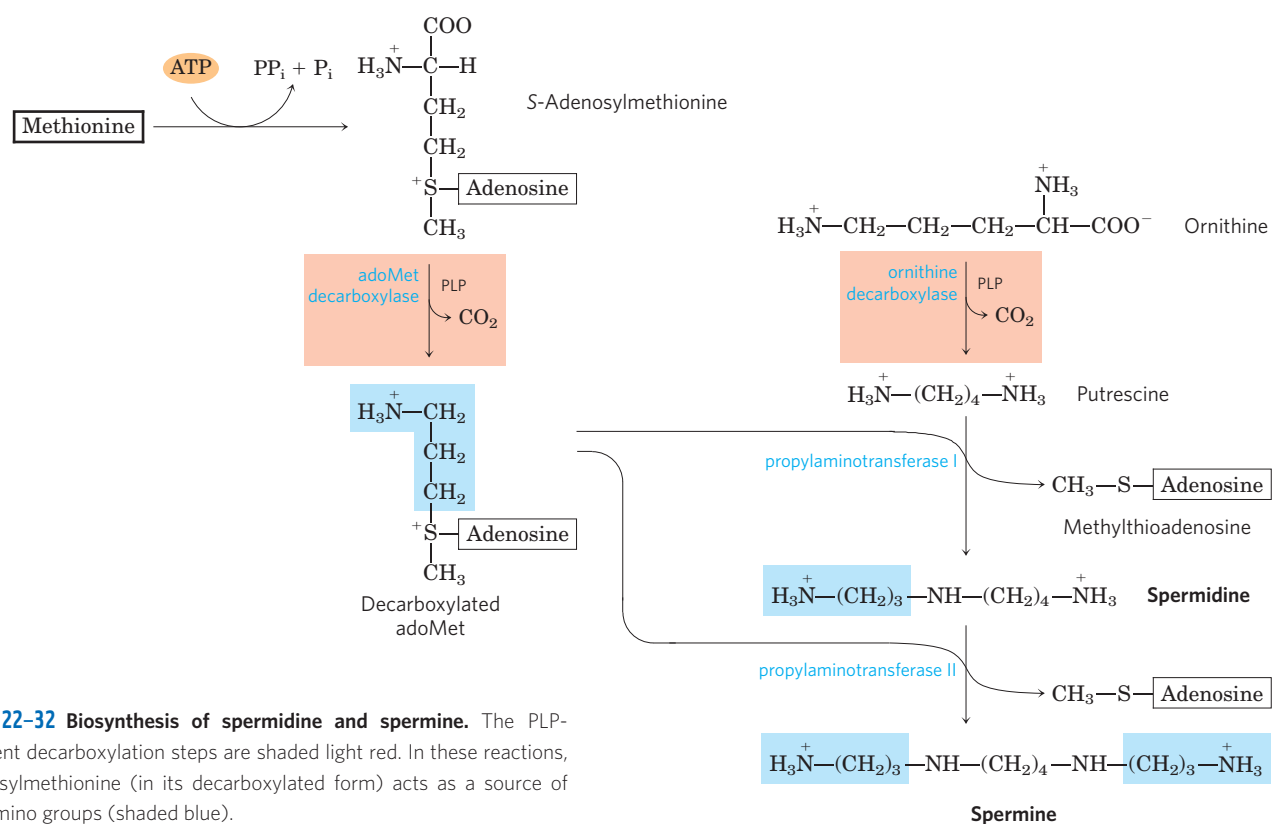 COO
H₃N⁺—C—H
ATP
PPᵢ + Pᵢ
CH₂
S-Adenosylmethionine
Methionine
CH₂
⁺S—Adenosine
CH₃
⁺NH₃
H₃N⁺—CH₂—CH₂—CH₂—CH—COO⁻
Ornithine
adoMet
decarboxylase
PLP
CO₂
ornithine
decarboxylase
PLP
CO₂
H₃N⁺—CH₂
CH₂
CH₂
⁺S—Adenosine
CH₃
Decarboxylated
adoMet
H₃N⁺—(CH₂)₄—N⁺H₃
Putrescine
propylaminotransferase I
CH₃—S—Adenosine
Methylthioadenosine
H₃N⁺—(CH₂)₃—NH—(CH₂)₄—N⁺H₃
Spermidine
propylaminotransferase II
CH₃—S—Adenosine
H₃N⁺—(CH₂)₃—NH—(CH₂)₄—NH—(CH₂)₃—N⁺H₃
Spermine
22–32 Biosynthesis of spermidine and spermine. The PLP-
ent decarboxylation steps are shaded light red. In these reactions,
sylmethionine (in its decarboxylated form) acts as a source of
mino groups (shaded blue).